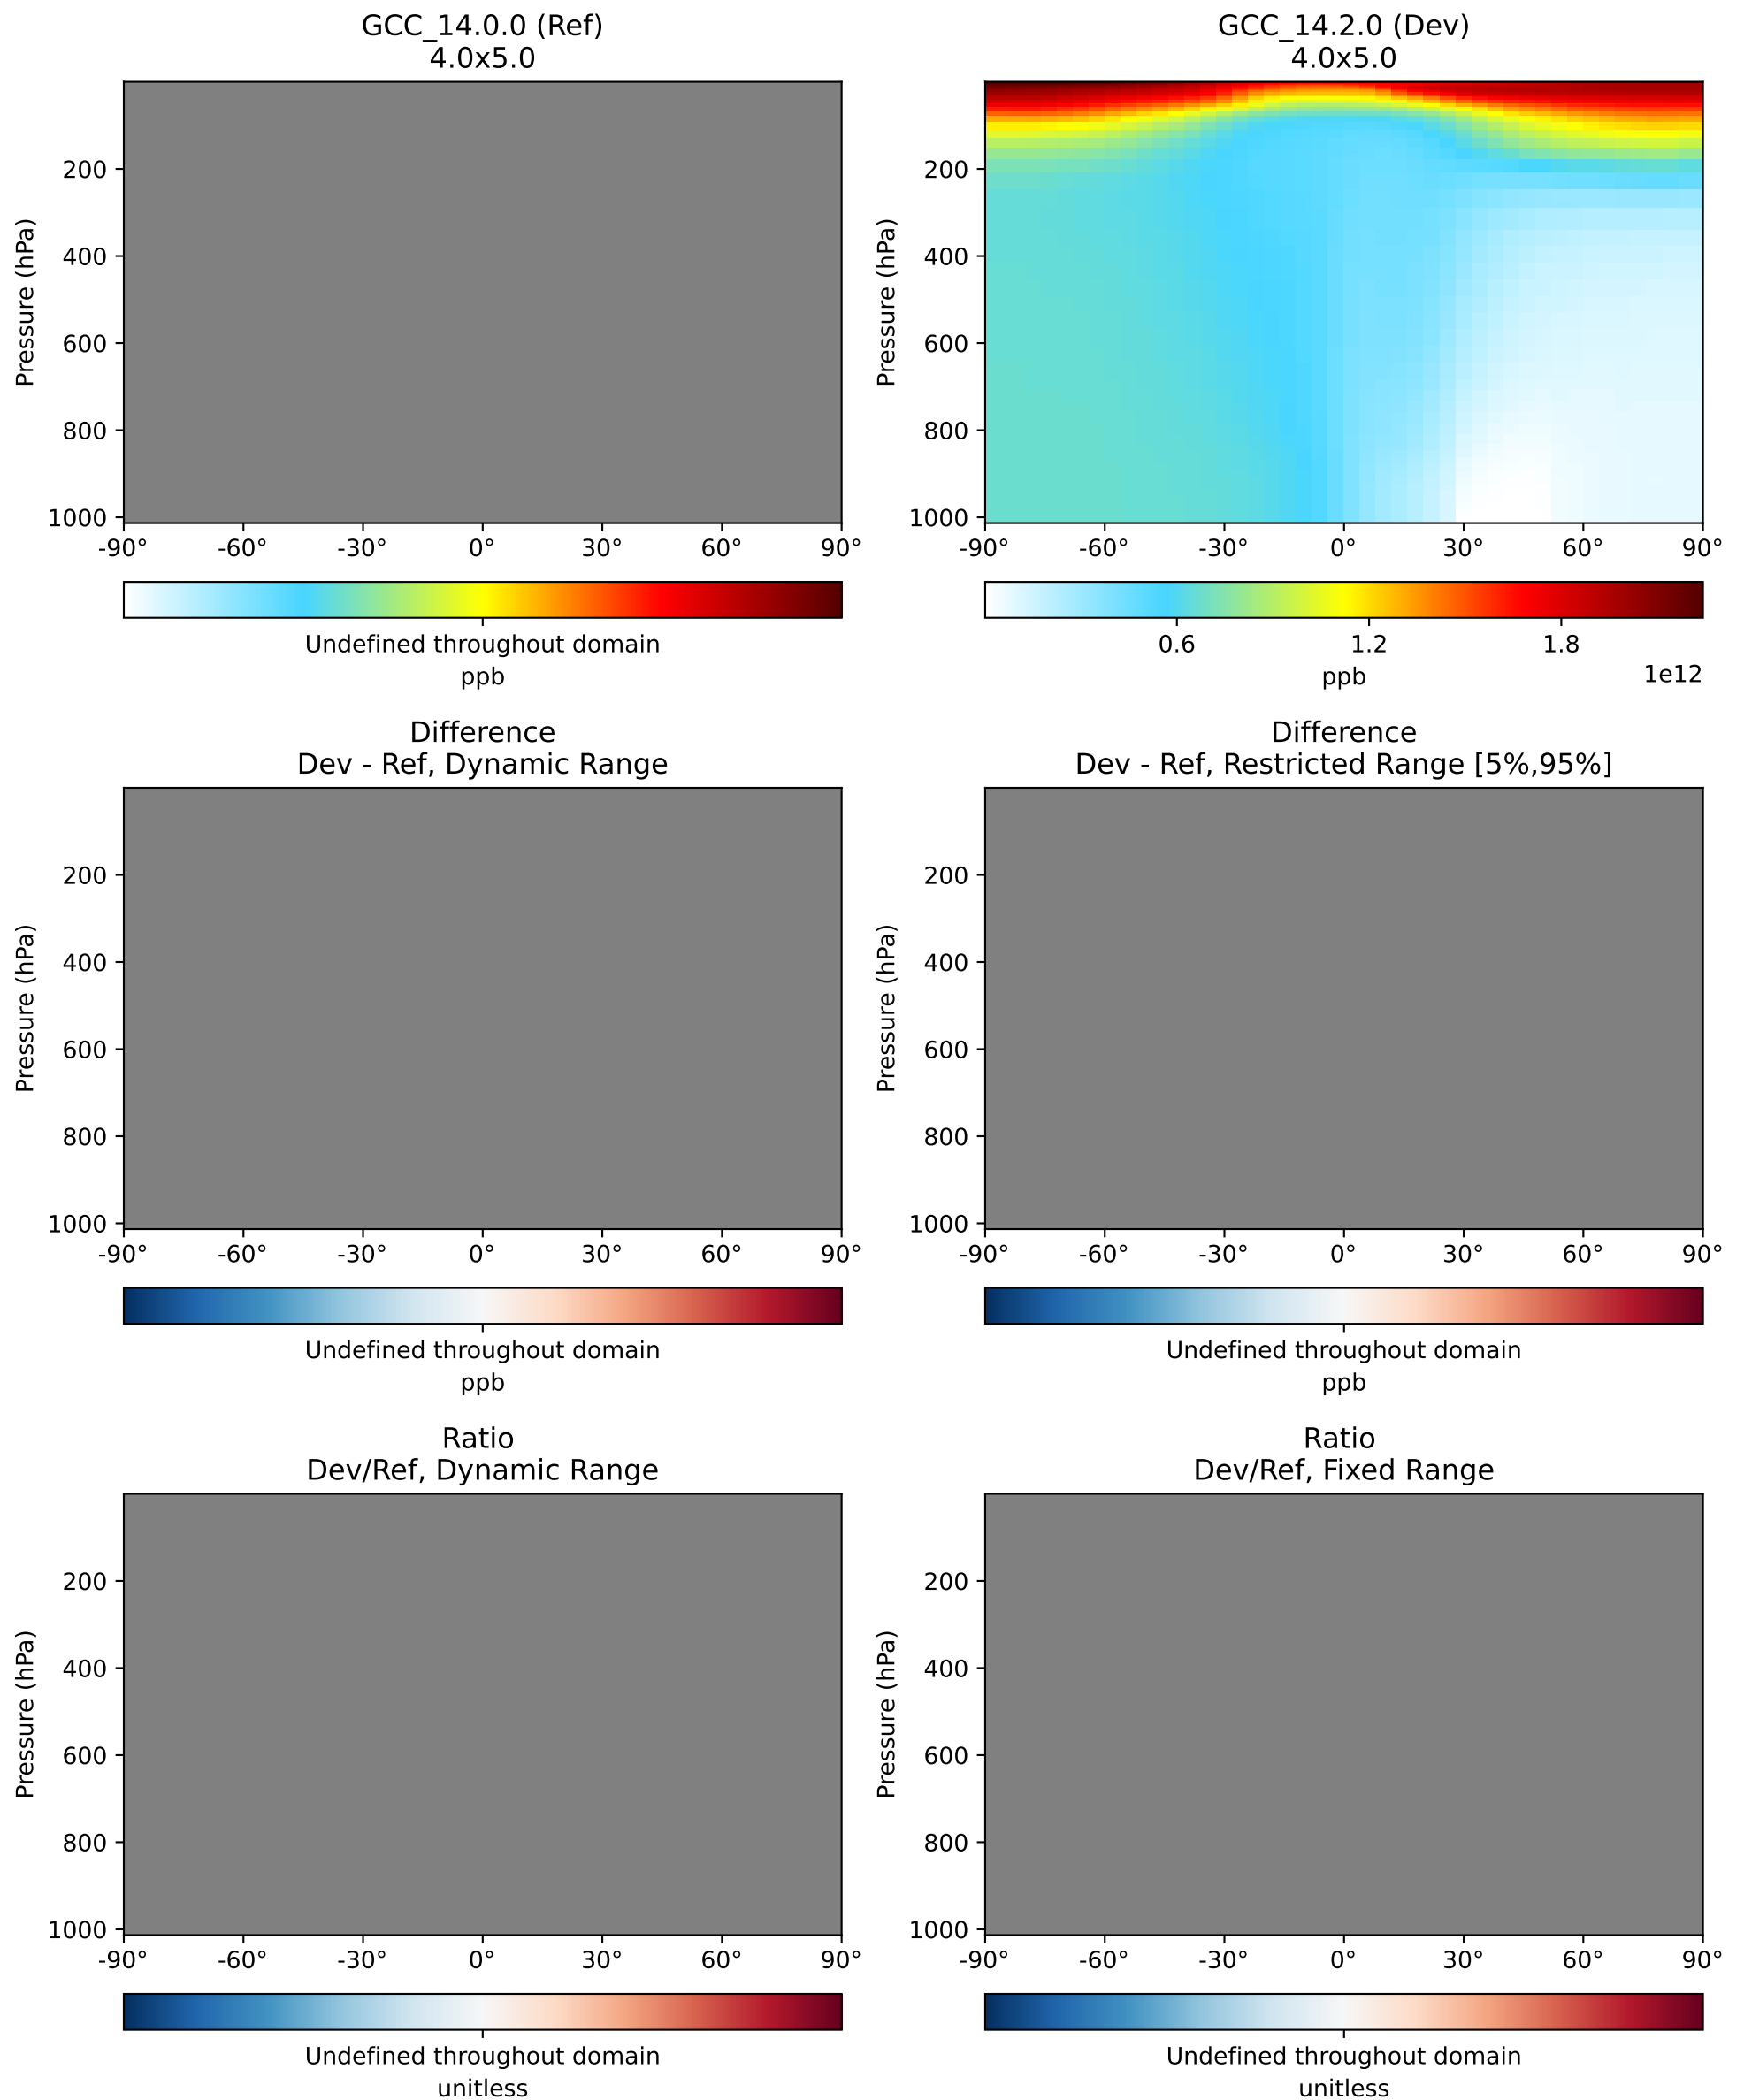 GCC_14.0.0 (Ref)
4.0x5.0
Pressure (hPa)
200
400
600
800
1000
-90° -60° -30° 0° 30° 60° 90°
Undefined throughout domain
ppb
GCC_14.2.0 (Dev)
4.0x5.0
Pressure (hPa)
200
400
600
800
1000
-90° -60° -30° 0° 30° 60° 90°
0.6 1.2 1.8
ppb
1e12
Difference
Dev - Ref, Dynamic Range
Pressure (hPa)
200
400
600
800
1000
-90° -60° -30° 0° 30° 60° 90°
Undefined throughout domain
ppb
Difference
Dev - Ref, Restricted Range [5%,95%]
Pressure (hPa)
200
400
600
800
1000
-90° -60° -30° 0° 30° 60° 90°
Undefined throughout domain
ppb
Ratio
Dev/Ref, Dynamic Range
Pressure (hPa)
200
400
600
800
1000
-90° -60° -30° 0° 30° 60° 90°
Undefined throughout domain
unitless
Ratio
Dev/Ref, Fixed Range
Pressure (hPa)
200
400
600
800
1000
-90° -60° -30° 0° 30° 60° 90°
Undefined throughout domain
unitless